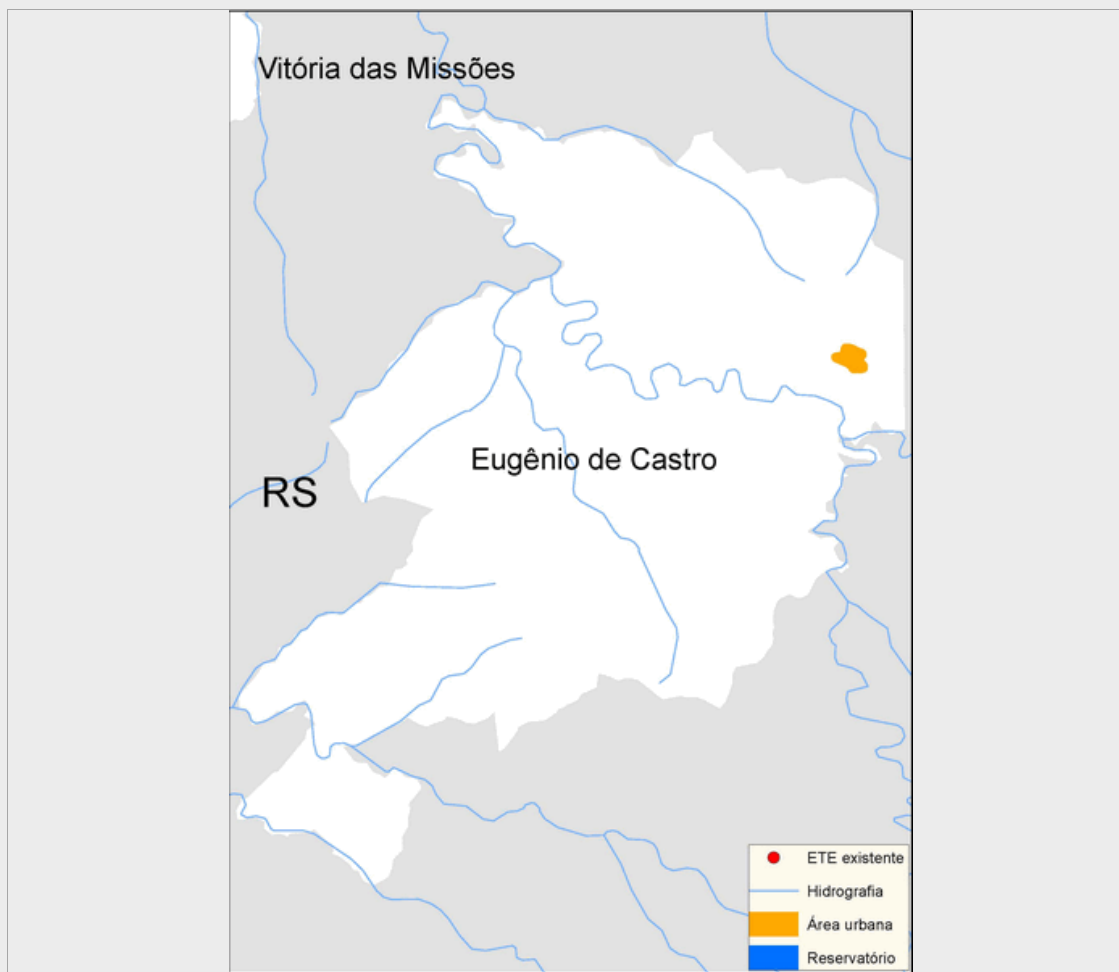 Vitória das Missões
Eugênio de Castro
RS
ETE existente
Hidrografia
Área urbana
Reservatório